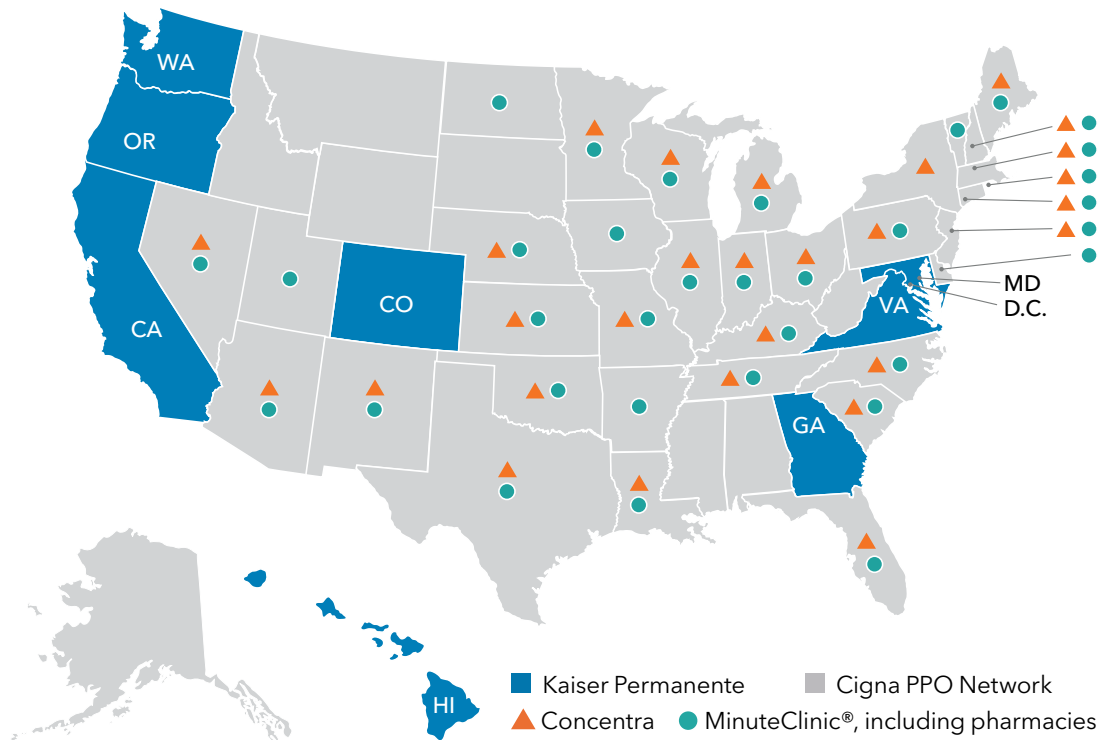 WA
OR
CA
CO
MD
D.C.
VA
GA
HI
Kaiser Permanente
Cigna PPO Network
Concentra
MinuteClinic®, including pharmacies